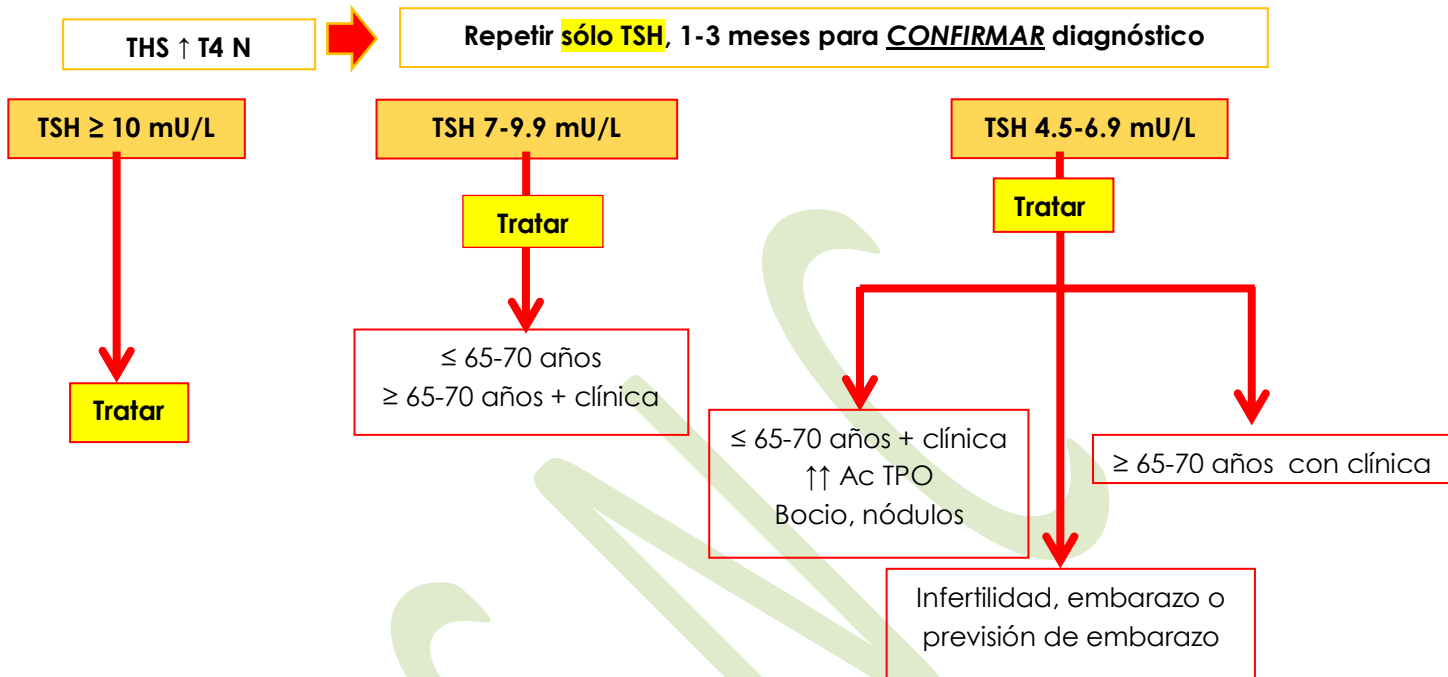 THS ↑ T4 N
Repetir sólo TSH, 1-3 meses para CONFIRMAR diagnóstico
TSH ≥ 10 mU/L
TSH 7-9.9 mU/L
TSH 4.5-6.9 mU/L
Tratar
Tratar
Tratar
≤ 65-70 años
≥ 65-70 años + clínica
≤ 65-70 años + clínica
↑↑ Ac TPO
Bocio, nódulos
≥ 65-70 años con clínica
Infertilidad, embarazo o
previsión de embarazo